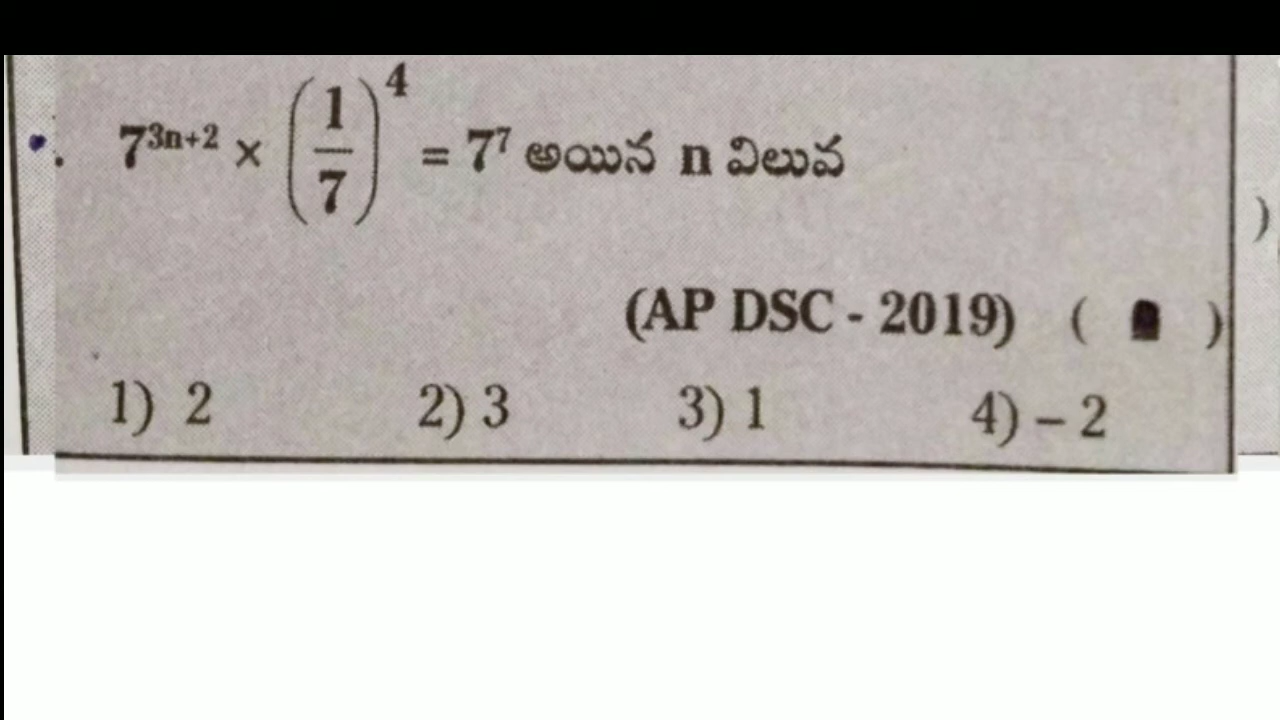 . 7^{3n+2} × (1/7)^4 = 7^7 అయిన n విలువ
(AP DSC - 2019) ( )
1) 2 2) 3 3) 1 4) – 2
)